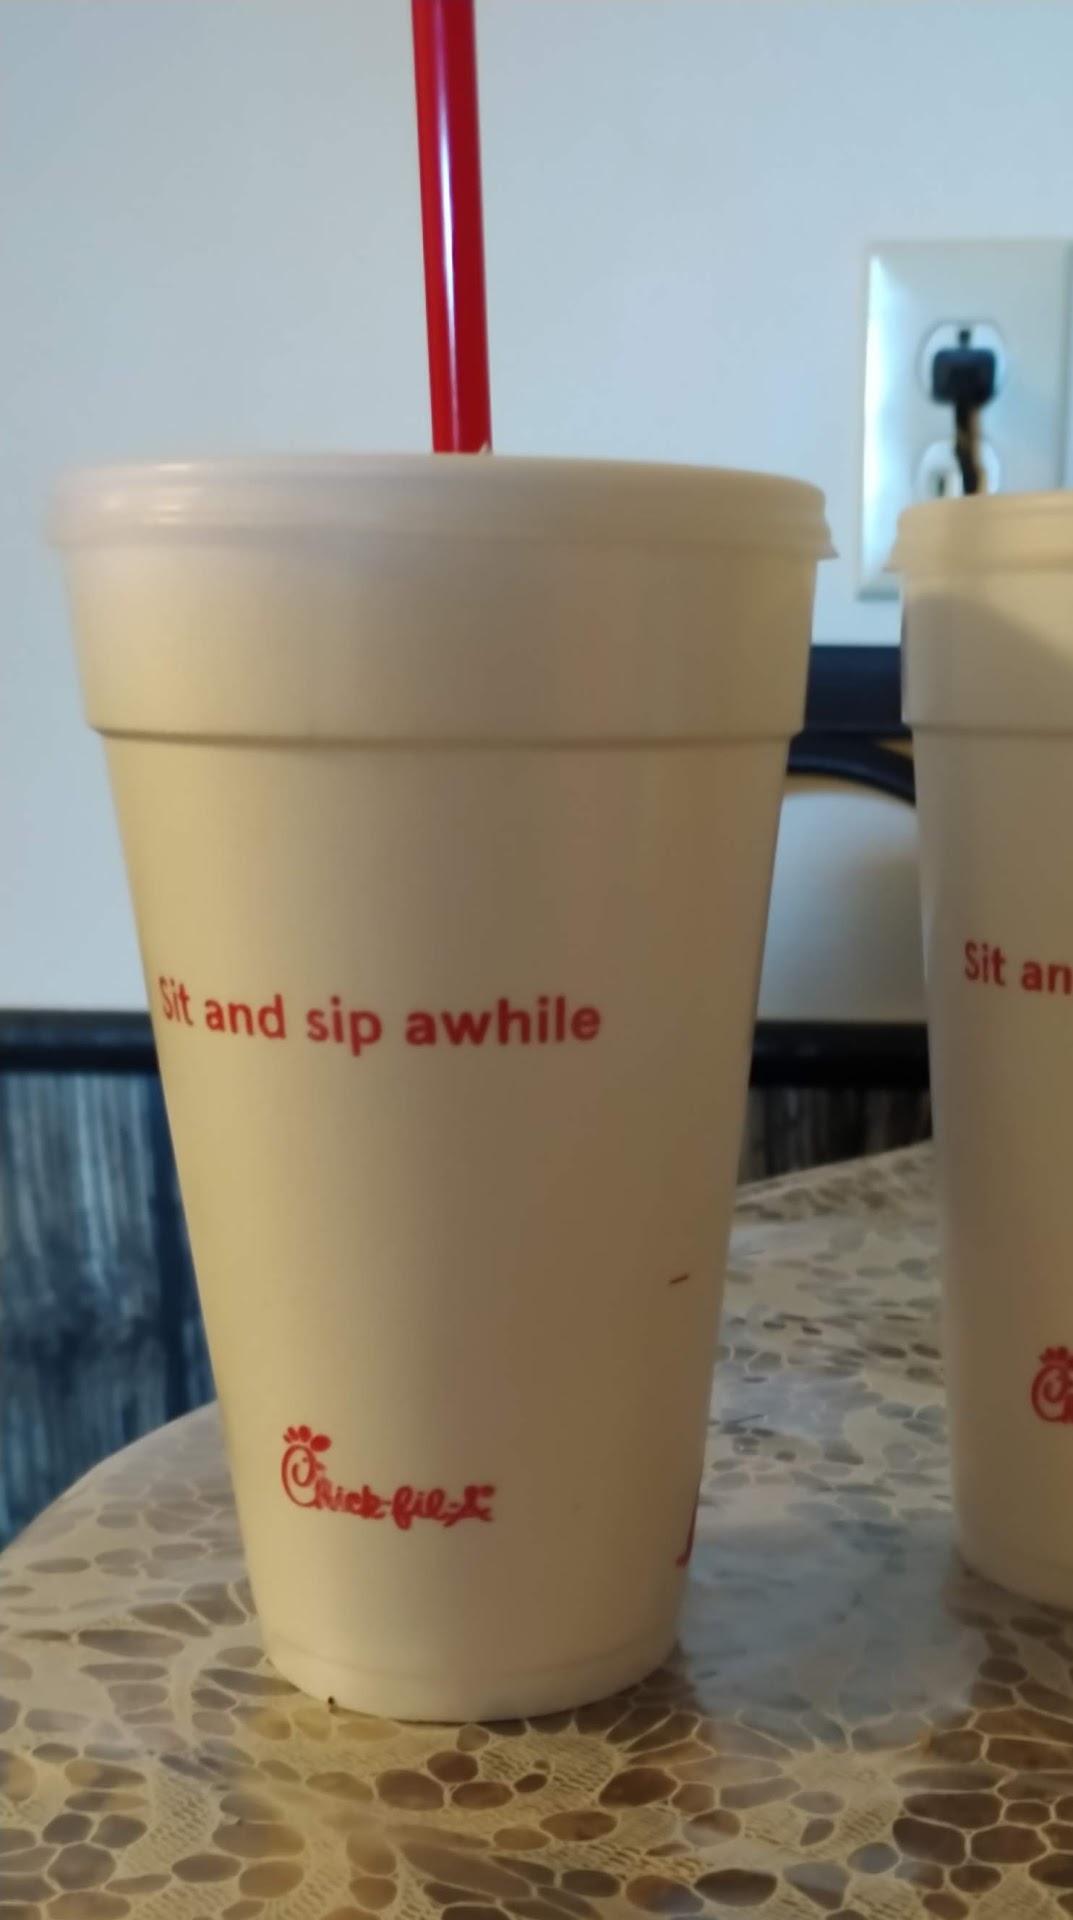 Sit and sip awhile
Chick-fil-A
Sit an